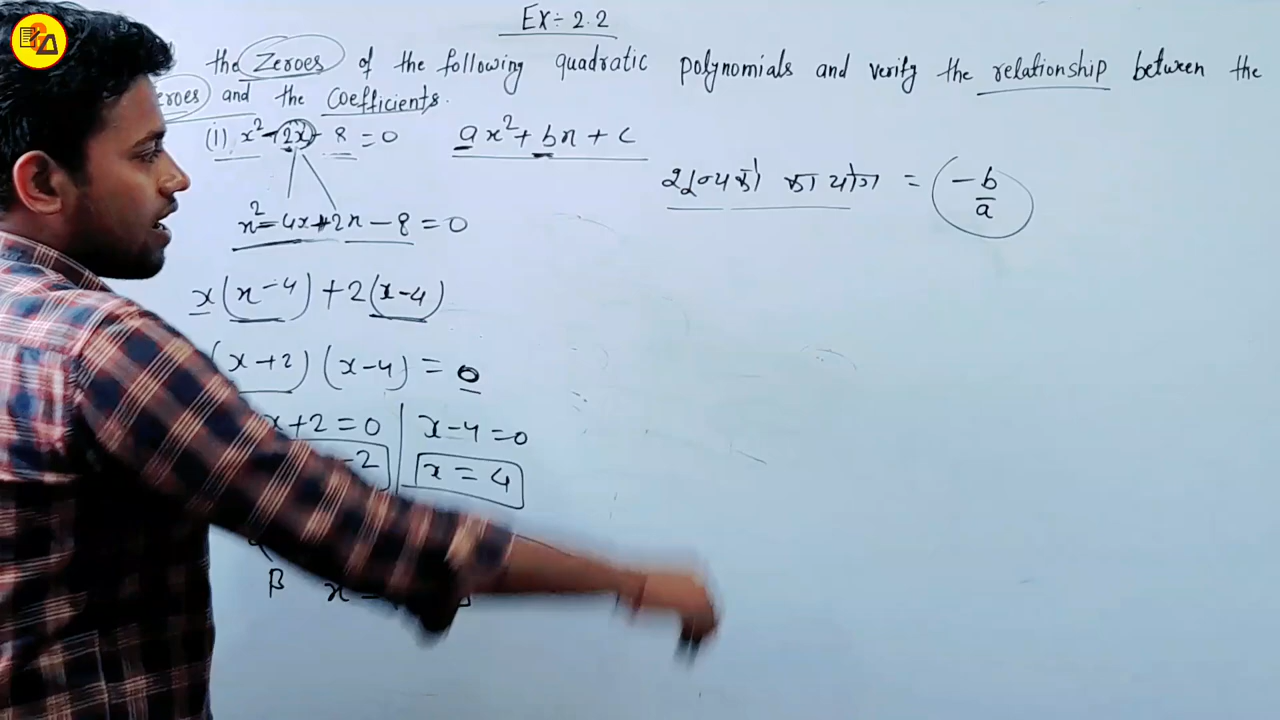 Ex÷ 2.2
the Zeroes of the following quadratic polynomials and verify the relationship between the
eroes and the coefficients.
(i) x² - 2x - 8 = 0
ax² + bx + c
शून्यकों का योग = -b/a
x² - 4x + 2x - 8 = 0
x(x-4) + 2(x-4)
(x+2) (x-4) = 0
x+2 = 0 | x-4 = 0
-2 | x = 4
β